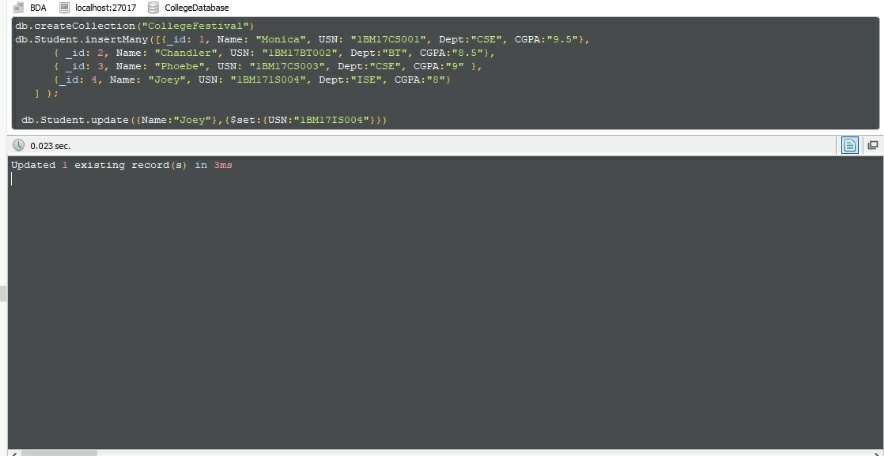 BDA localhost:27017 CollegeDatabase
db.createCollection("CollegeFestival")
db.Student.insertMany([{_id: 1, Name: "Monica", USN: "1BM17CS001", Dept:"CSE", CGPA:"9.5"},
{ _id: 2, Name: "Chandler", USN: "1BM17BT002", Dept:"BT", CGPA:"8.5"},
{ _id: 3, Name: "Phoebe", USN: "1BM17CS003", Dept:"CSE", CGPA:"9" },
{_id: 4, Name: "Joey", USN: "1BM171S004", Dept:"ISE", CGPA:"8"}
] );
db.Student.update({Name:"Joey"},{$set:{USN:"1BM17IS004"}})
0.023 sec.
Updated 1 existing record(s) in 3ms